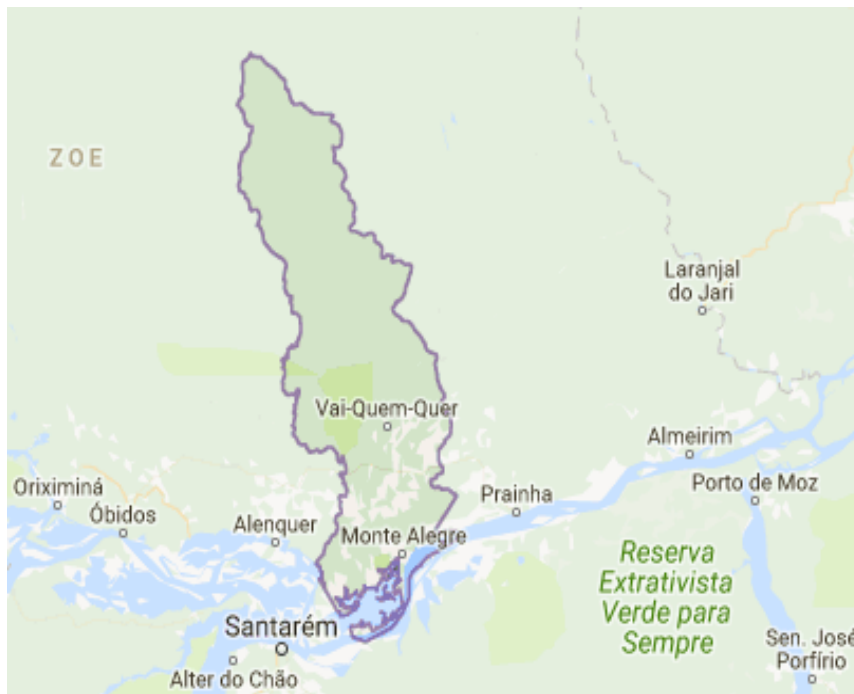 ZOE
Laranjal
do Jari
Vai-Quem-Quer
Almeirim
Oriximiná
Prainha
Porto de Moz
Óbidos
Alenquer
Monte Alegre
Reserva
Extrativista
Verde para
Sempre
Santarém
Sen. José
Porfírio
Alter do Chão